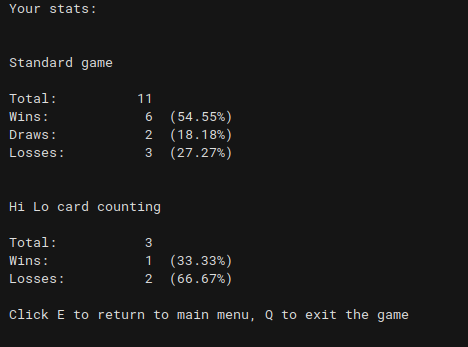 Your stats:
Standard game
Total: 11
Wins: 6 (54.55%)
Draws: 2 (18.18%)
Losses: 3 (27.27%)
Hi Lo card counting
Total: 3
Wins: 1 (33.33%)
Losses: 2 (66.67%)
Click E to return to main menu, Q to exit the game